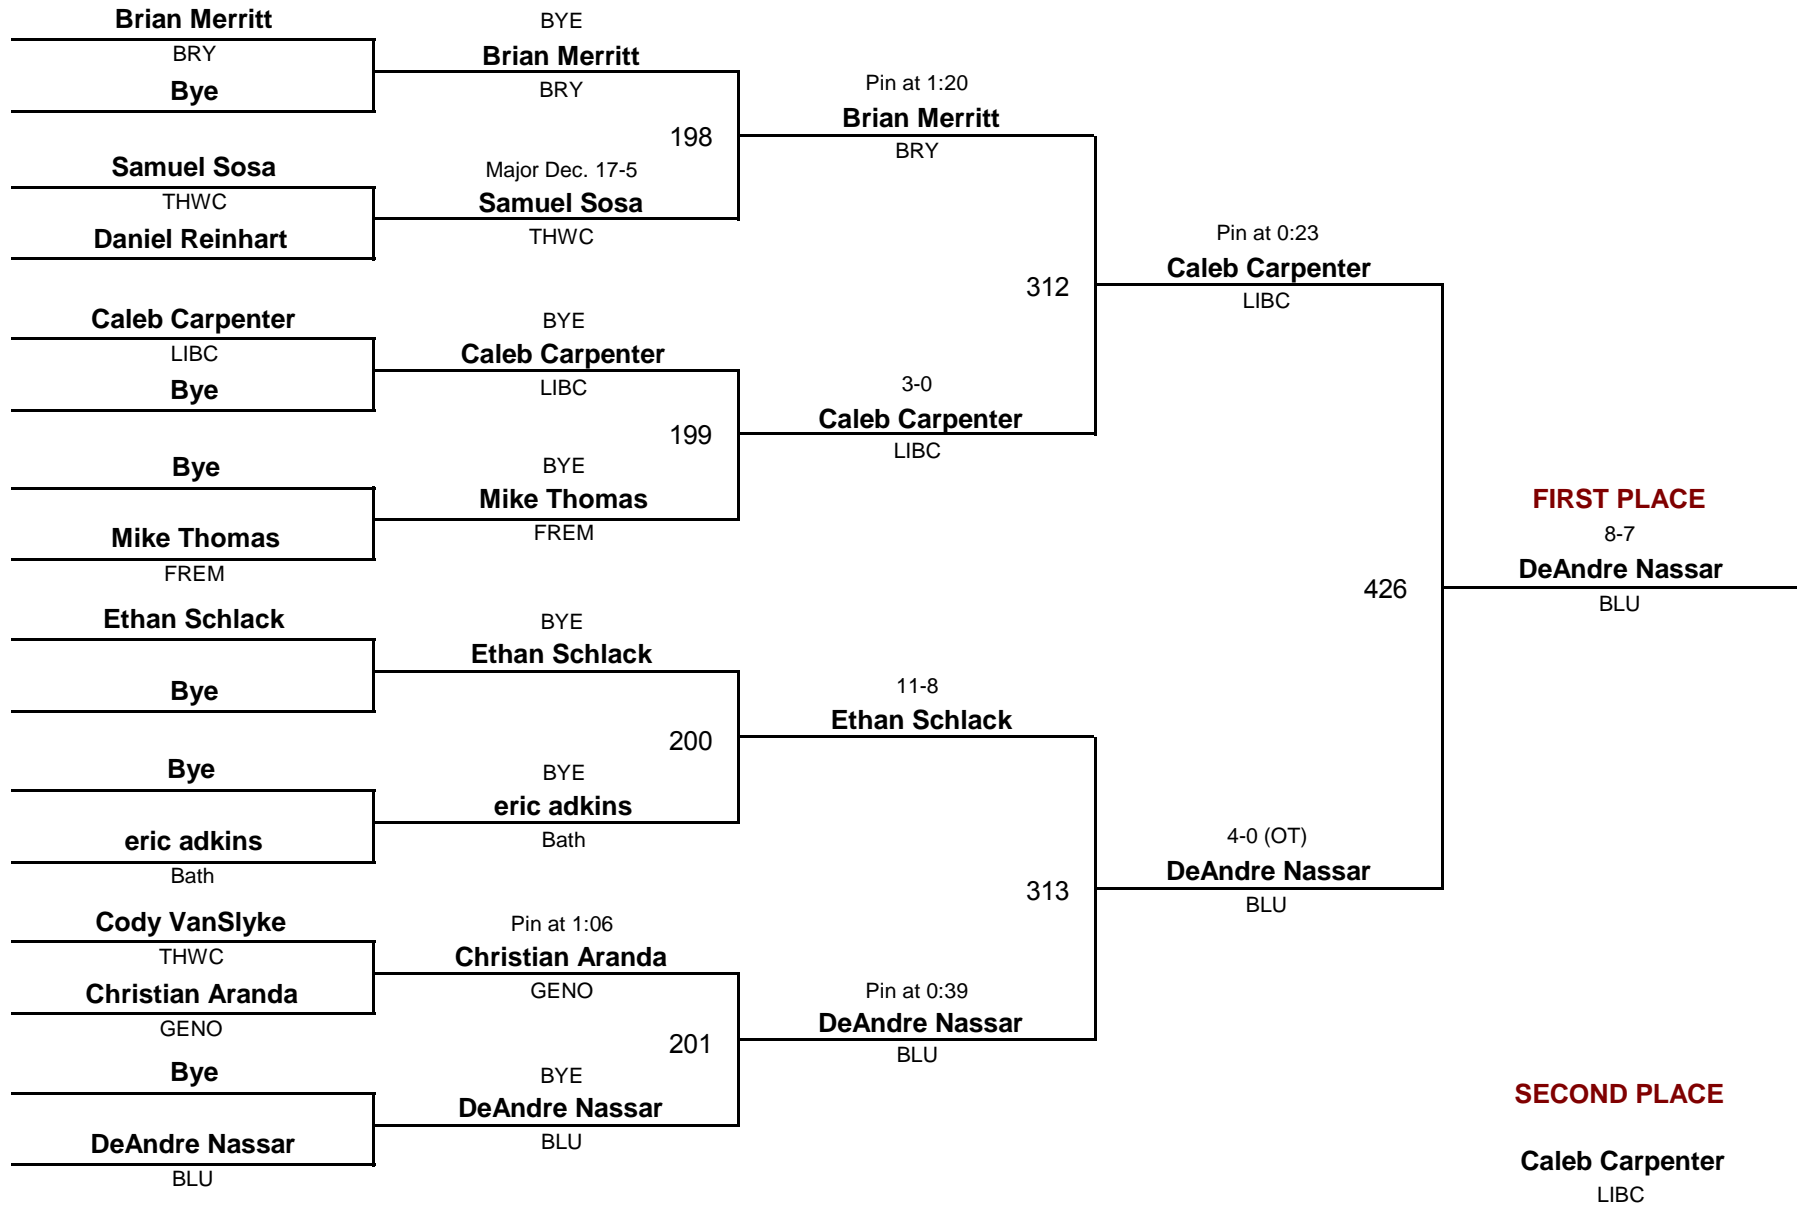 Brian Merritt
BRY
Bye
Samuel Sosa
THWC
Daniel Reinhart
Caleb Carpenter
LIBC
Bye
Bye
Mike Thomas
FREM
Ethan Schlack
Bye
Bye
eric adkins
Bath
Cody VanSlyke
THWC
Christian Aranda
GENO
Bye
DeAndre Nassar
BLU
BYE
Brian Merritt
BRY
198
Major Dec. 17-5
Samuel Sosa
THWC
BYE
Caleb Carpenter
LIBC
199
BYE
Mike Thomas
FREM
BYE
Ethan Schlack
200
BYE
eric adkins
Bath
Pin at 1:06
Christian Aranda
GENO
201
BYE
DeAndre Nassar
BLU
Pin at 1:20
Brian Merritt
BRY
312
3-0
Caleb Carpenter
LIBC
11-8
Ethan Schlack
313
Pin at 0:39
DeAndre Nassar
BLU
Pin at 0:23
Caleb Carpenter
LIBC
426
4-0 (OT)
DeAndre Nassar
BLU
FIRST PLACE
8-7
DeAndre Nassar
BLU
SECOND PLACE
Caleb Carpenter
LIBC